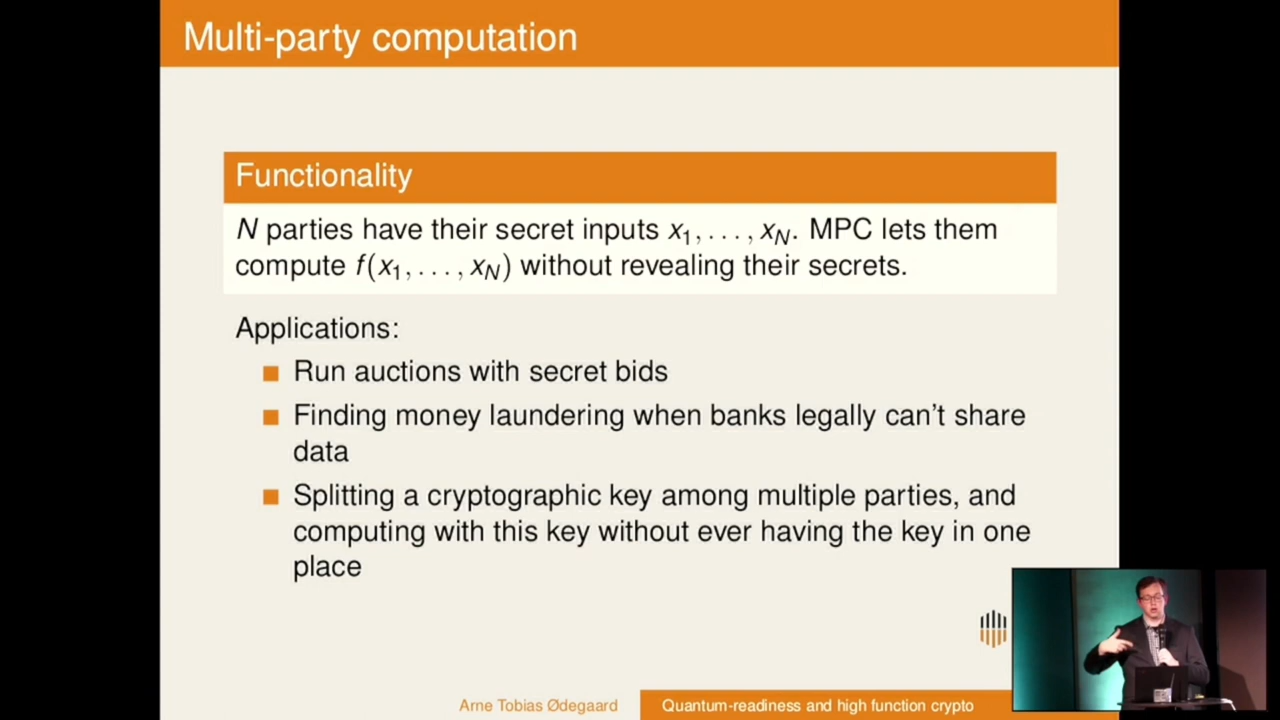 Multi-party computation
Functionality
N parties have their secret inputs x₁, . . . , x_N. MPC lets them
compute f(x₁, . . . , x_N) without revealing their secrets.
Applications:
Run auctions with secret bids
Finding money laundering when banks legally can't share
data
Splitting a cryptographic key among multiple parties, and
computing with this key without ever having the key in one
place
Arne Tobias Ødegaard
Quantum-readiness and high function crypto